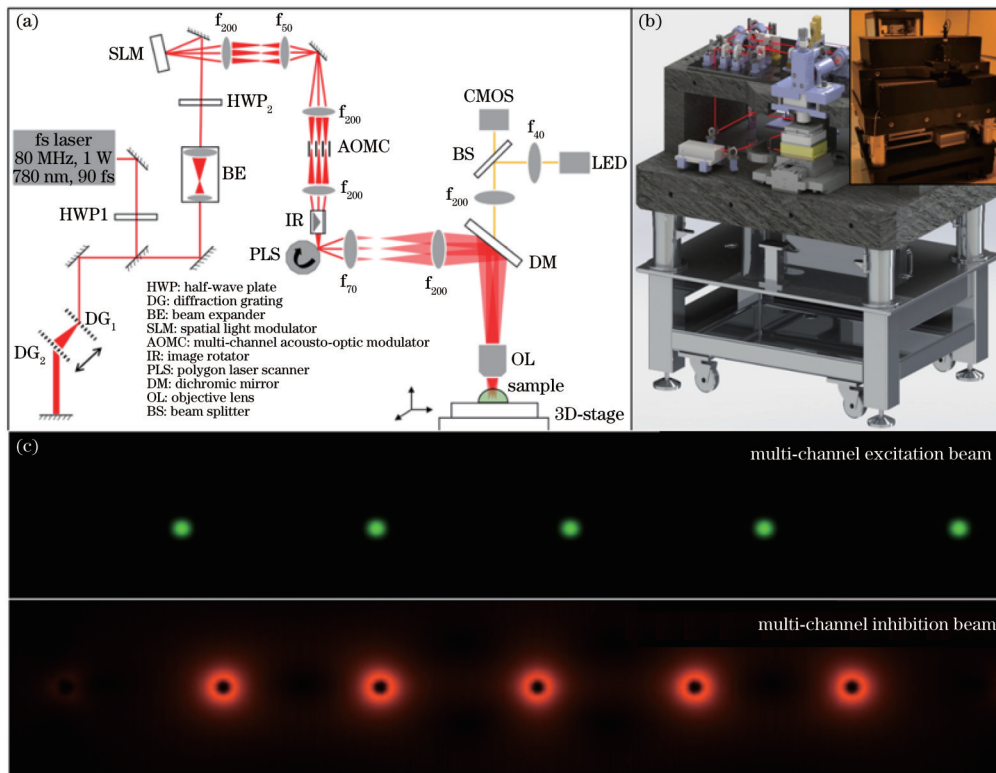 (a)
f200
f50
SLM
HWP2
f200
AOMC
fs laser
80 MHz, 1 W
780 nm, 90 fs
BE
HWP1
f200
IR
PLS
f70
f200
CMOS
f40
BS
LED
f200
DM
DG1
DG2
HWP: half-wave plate
DG: diffraction grating
BE: beam expander
SLM: spatial light modulator
AOMC: multi-channel acousto-optic modulator
IR: image rotator
PLS: polygon laser scanner
DM: dichromic mirror
OL: objective lens
BS: beam splitter
OL
sample
3D-stage
(b)
(c)
multi-channel excitation beam
multi-channel inhibition beam